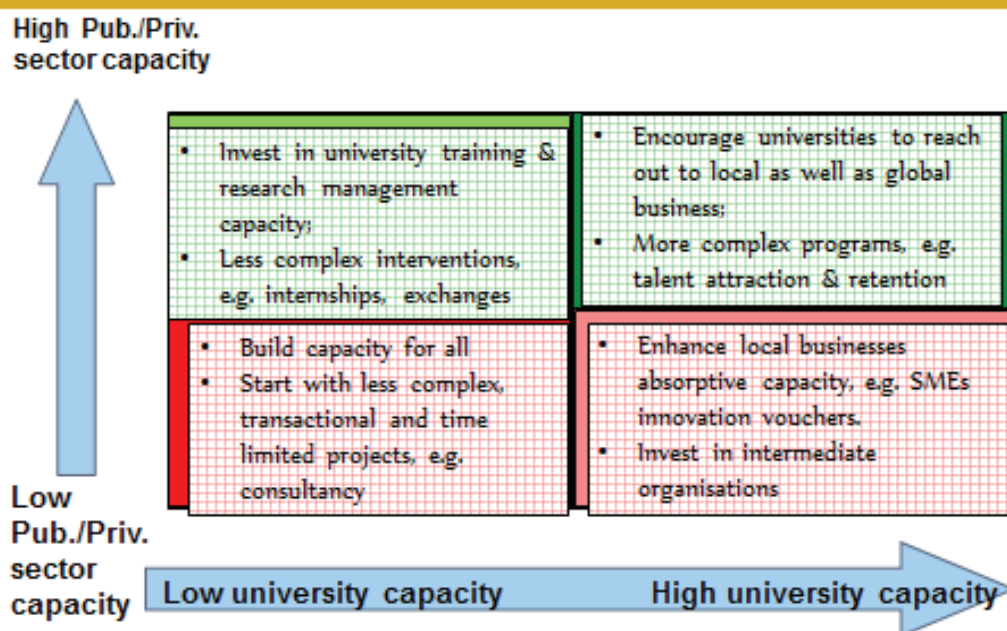 High Pub./Priv.
sector capacity
• Invest in university training &
research management
capacity;
• Less complex interventions,
e.g. internships, exchanges
• Encourage universities to reach
out to local as well as global
business;
• More complex programs, e.g.
talent attraction & retention
• Build capacity for all
• Start with less complex,
transactional and time
limited projects, e.g.
consultancy
• Enhance local businesses
absorptive capacity, e.g. SMEs
innovation vouchers.
• Invest in intermediate
organisations
Low
Pub./Priv.
sector
capacity
Low university capacity
High university capacity